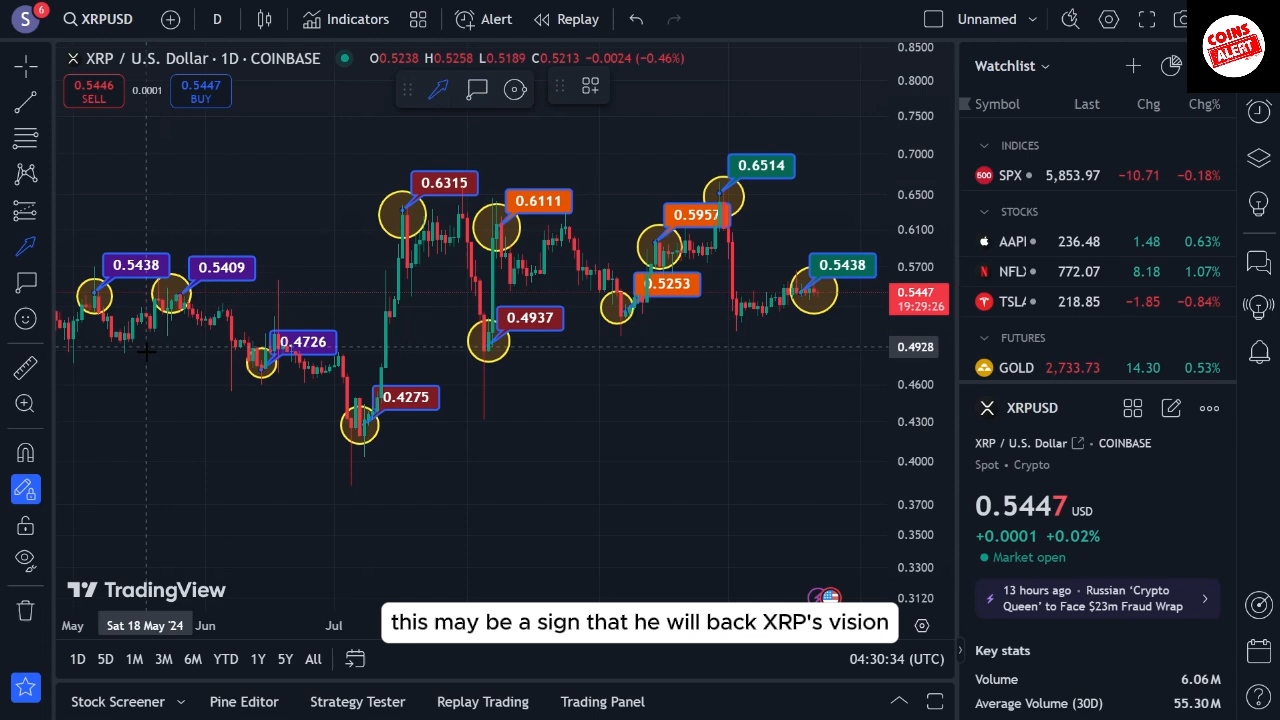 S
6
XRPUSD
D
Indicators
Alert
Replay
Unnamed
COINS
ALERT
XRP / U.S. Dollar · 1D · COINBASE
O0.5238 H0.5258 L0.5189 C0.5213 −0.0024 (−0.46%)
0.5446
SELL
0.0001
0.5447
BUY
0.8500
0.8000
0.7500
0.7000
0.6500
0.6100
0.5700
0.5447
19:29:26
0.4928
0.4600
0.4300
0.4000
0.3700
0.3500
0.3300
0.3120
0.5438
0.5409
0.4726
0.4275
0.6315
0.6111
0.4937
0.5253
0.5957
0.6514
0.5438
TradingView
May
Sat 18 May '24
Jun
Jul
this may be a sign that he will back XRP's vision
1D 5D 1M 3M 6M YTD 1Y 5Y All
04:30:34 (UTC)
Stock Screener
Pine Editor
Strategy Tester
Replay Trading
Trading Panel
Watchlist
Symbol Last Chg Chg%
INDICES
500 SPX 5,853.97 −10.71 −0.18%
STOCKS
AAPL 236.48 1.48 0.63%
NFLX 772.07 8.18 1.07%
TSLA 218.85 −1.85 −0.84%
FUTURES
GOLD 2,733.73 14.30 0.53%
XRPUSD
XRP / U.S. Dollar · COINBASE
Spot · Crypto
0.5447 USD
+0.0001 +0.02%
Market open
13 hours ago · Russian ‘Crypto
Queen’ to Face $23m Fraud Wrap
Key stats
Volume 6.06M
Average Volume (30D) 55.30M